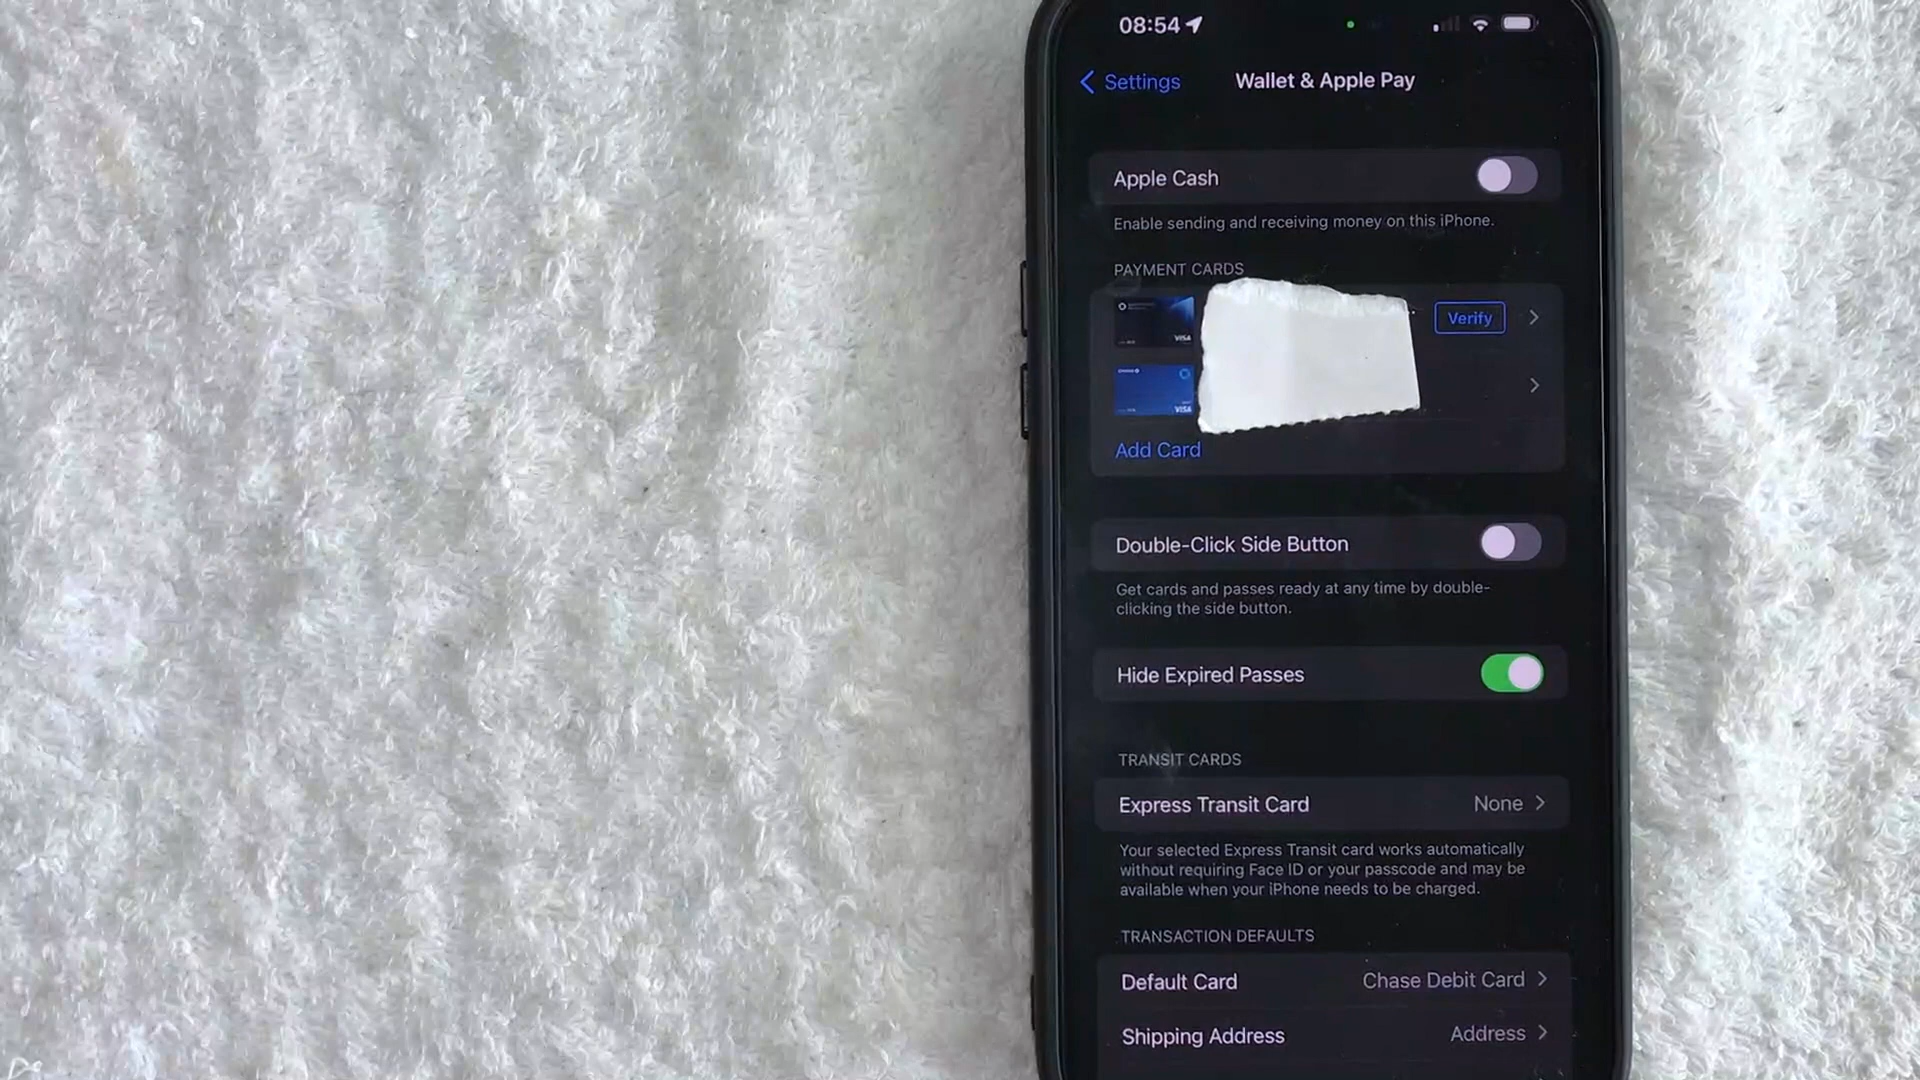 08:54
Settings
Wallet & Apple Pay
Apple Cash
Enable sending and receiving money on this iPhone.
PAYMENT CARDS
VISA
Verify
VISA
Add Card
Double-Click Side Button
Get cards and passes ready at any time by double-
clicking the side button.
Hide Expired Passes
TRANSIT CARDS
Express Transit Card None
Your selected Express Transit card works automatically
without requiring Face ID or your passcode and may be
available when your iPhone needs to be charged.
TRANSACTION DEFAULTS
Default Card Chase Debit Card
Shipping Address Address